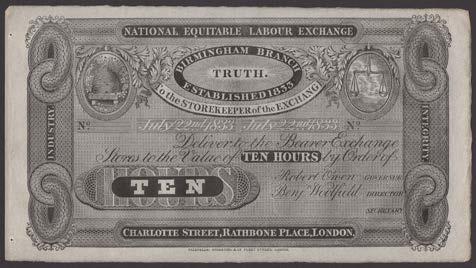 NATIONAL EQUITABLE LABOUR EXCHANGE
BIRMINGHAM BRANCH
TRUTH.
ESTABLISHED 1833
To the STOREKEEPER of the EXCHANG
INDUSTRY
INTEGRITY
No. July 22nd 1833 July 22nd 1833 No.
Deliver to the Bearer Exchange
Stores to the Value of TEN HOURS by Order of
HOURS
TEN
Robert Owen GOVERNOR
Benj Woolfield DIRECTOR
SECRETARY
CHARLOTTE STREET, RATHBONE PLACE, LONDON.